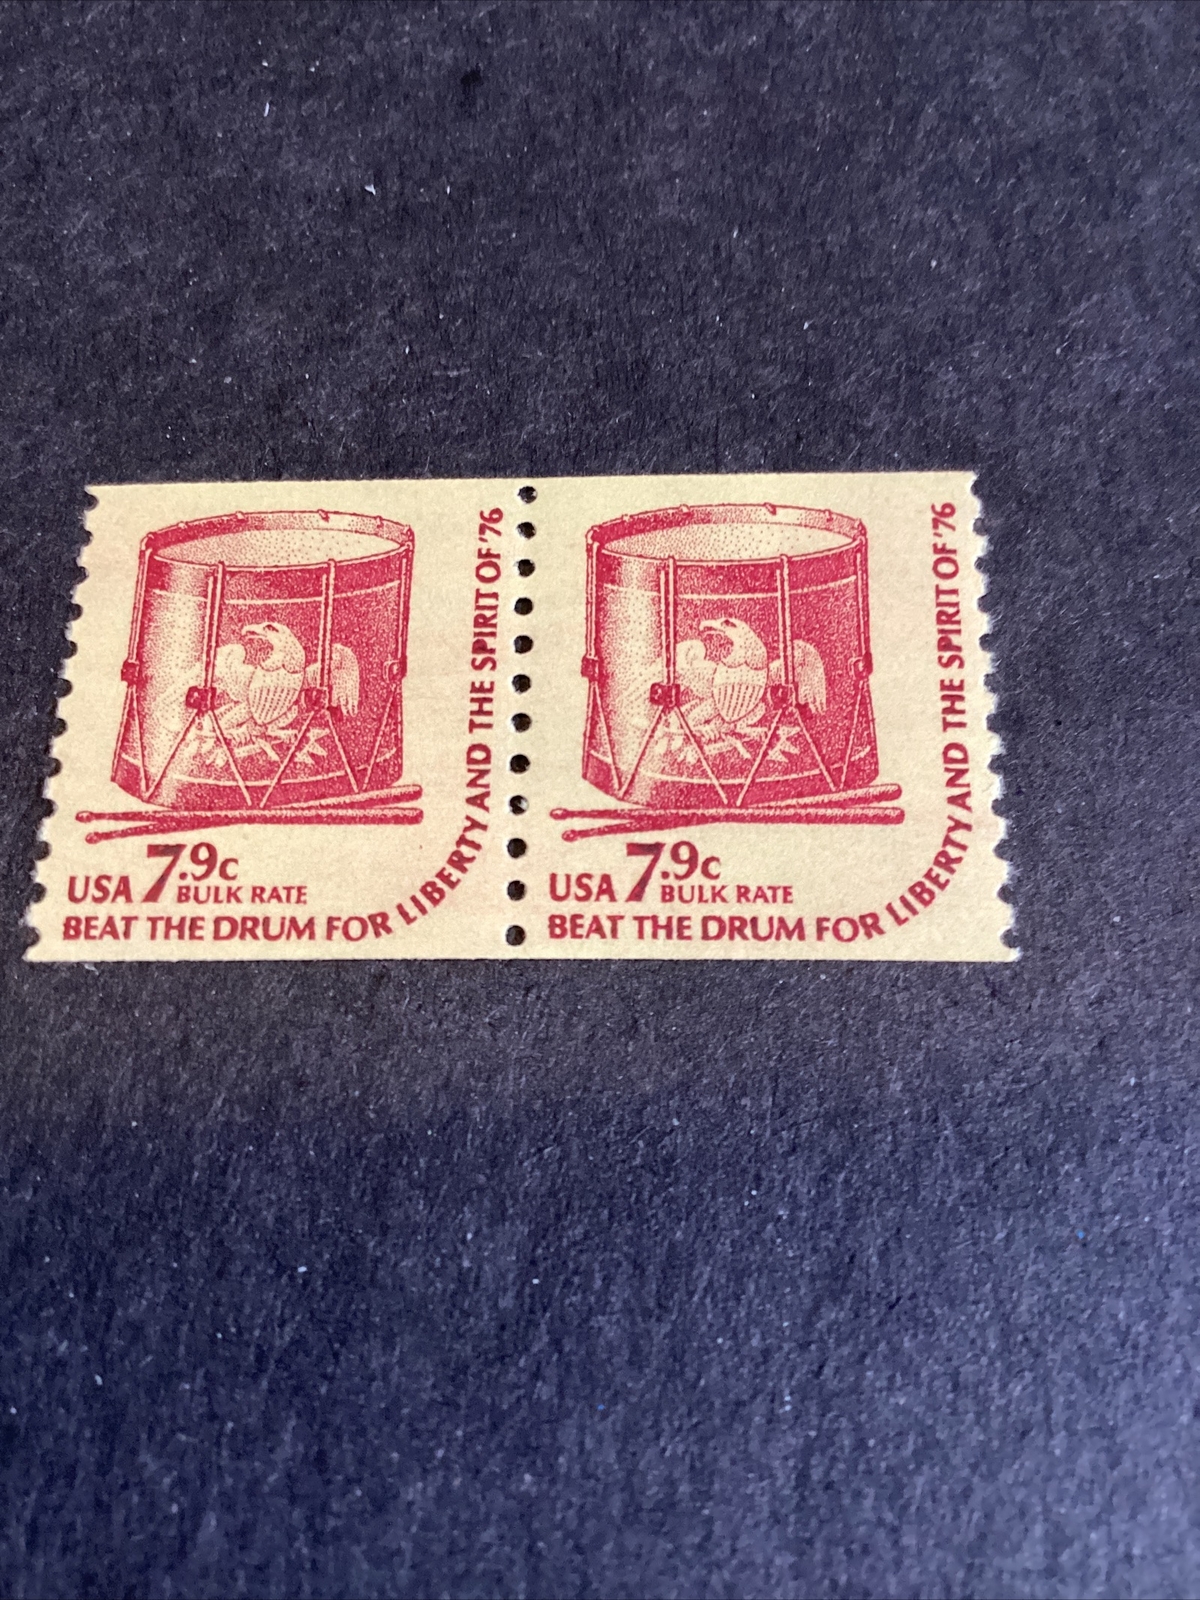 USA 7.9c
BULK RATE
BEAT THE DRUM FOR LIBERTY AND THE SPIRIT OF '76
USA 7.9c
BULK RATE
BEAT THE DRUM FOR LIBERTY AND THE SPIRIT OF '76